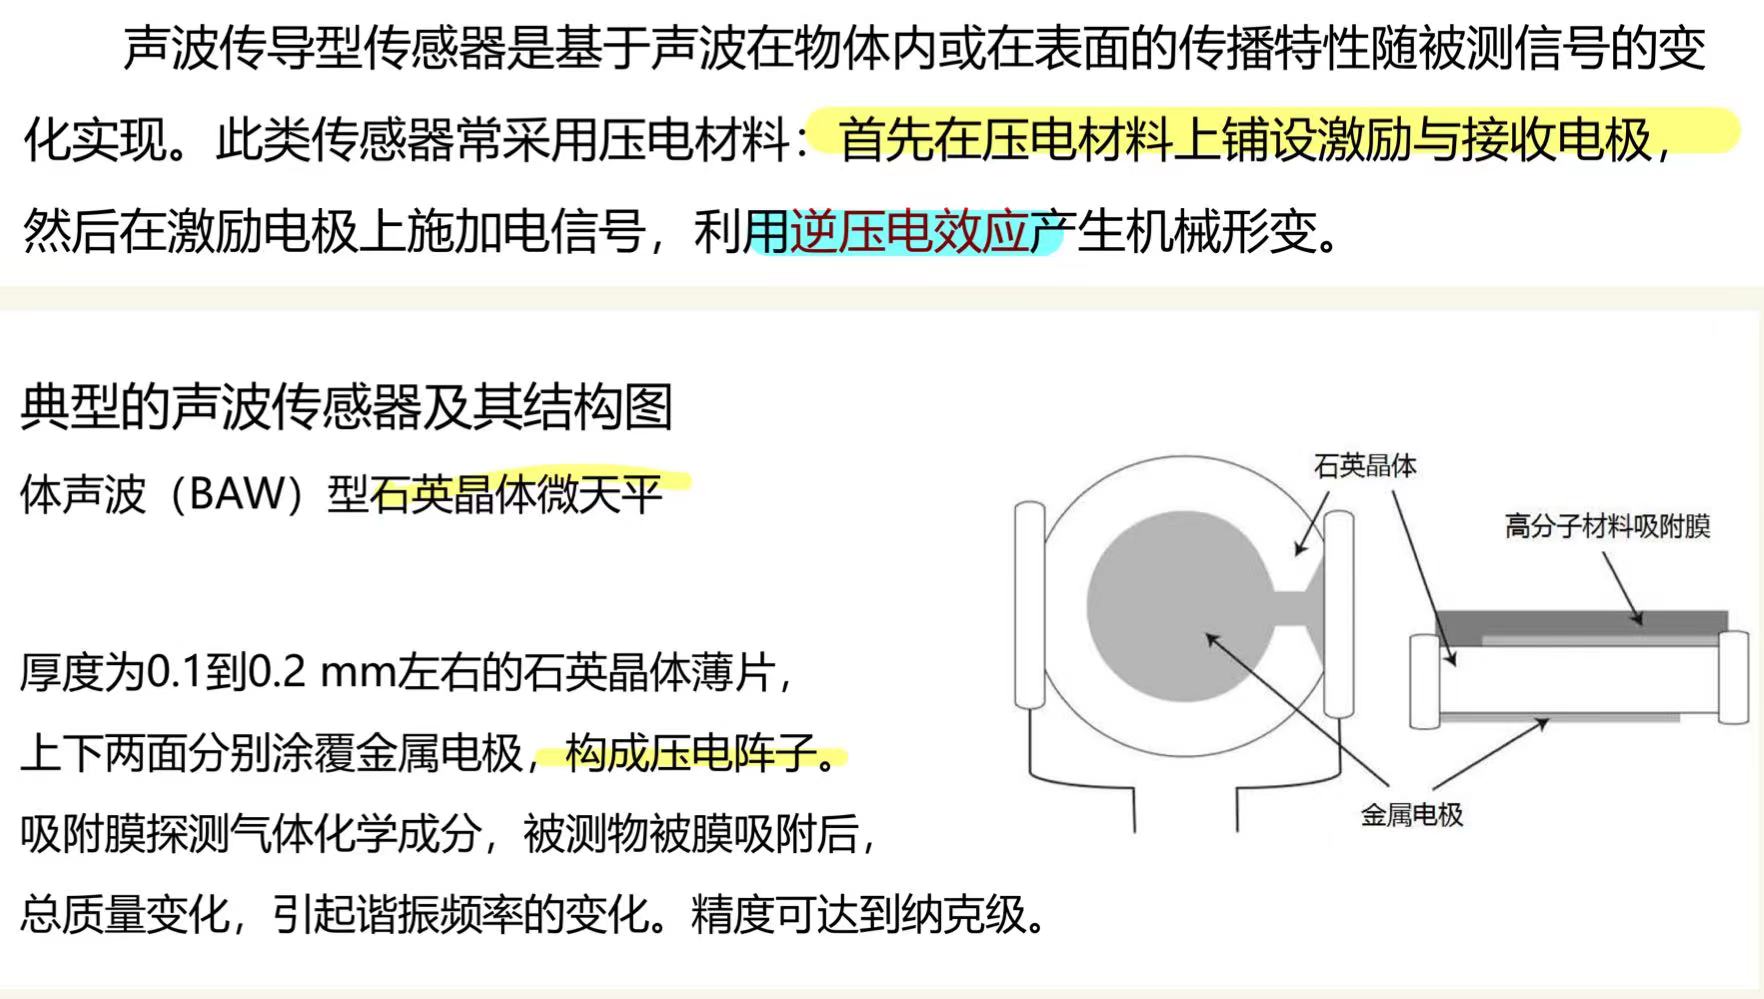 声波传导型传感器是基于声波在物体内或在表面的传播特性随被测信号的变
化实现。此类传感器常采用压电材料：首先在压电材料上铺设激励与接收电极，
然后在激励电极上施加电信号，利用逆压电效应产生机械形变。
典型的声波传感器及其结构图
体声波（BAW）型石英晶体微天平
厚度为0.1到0.2 mm左右的石英晶体薄片，
上下两面分别涂覆金属电极，构成压电阵子。
吸附膜探测气体化学成分，被测物被膜吸附后，
总质量变化，引起谐振频率的变化。精度可达到纳克级。
石英晶体
高分子材料吸附膜
金属电极